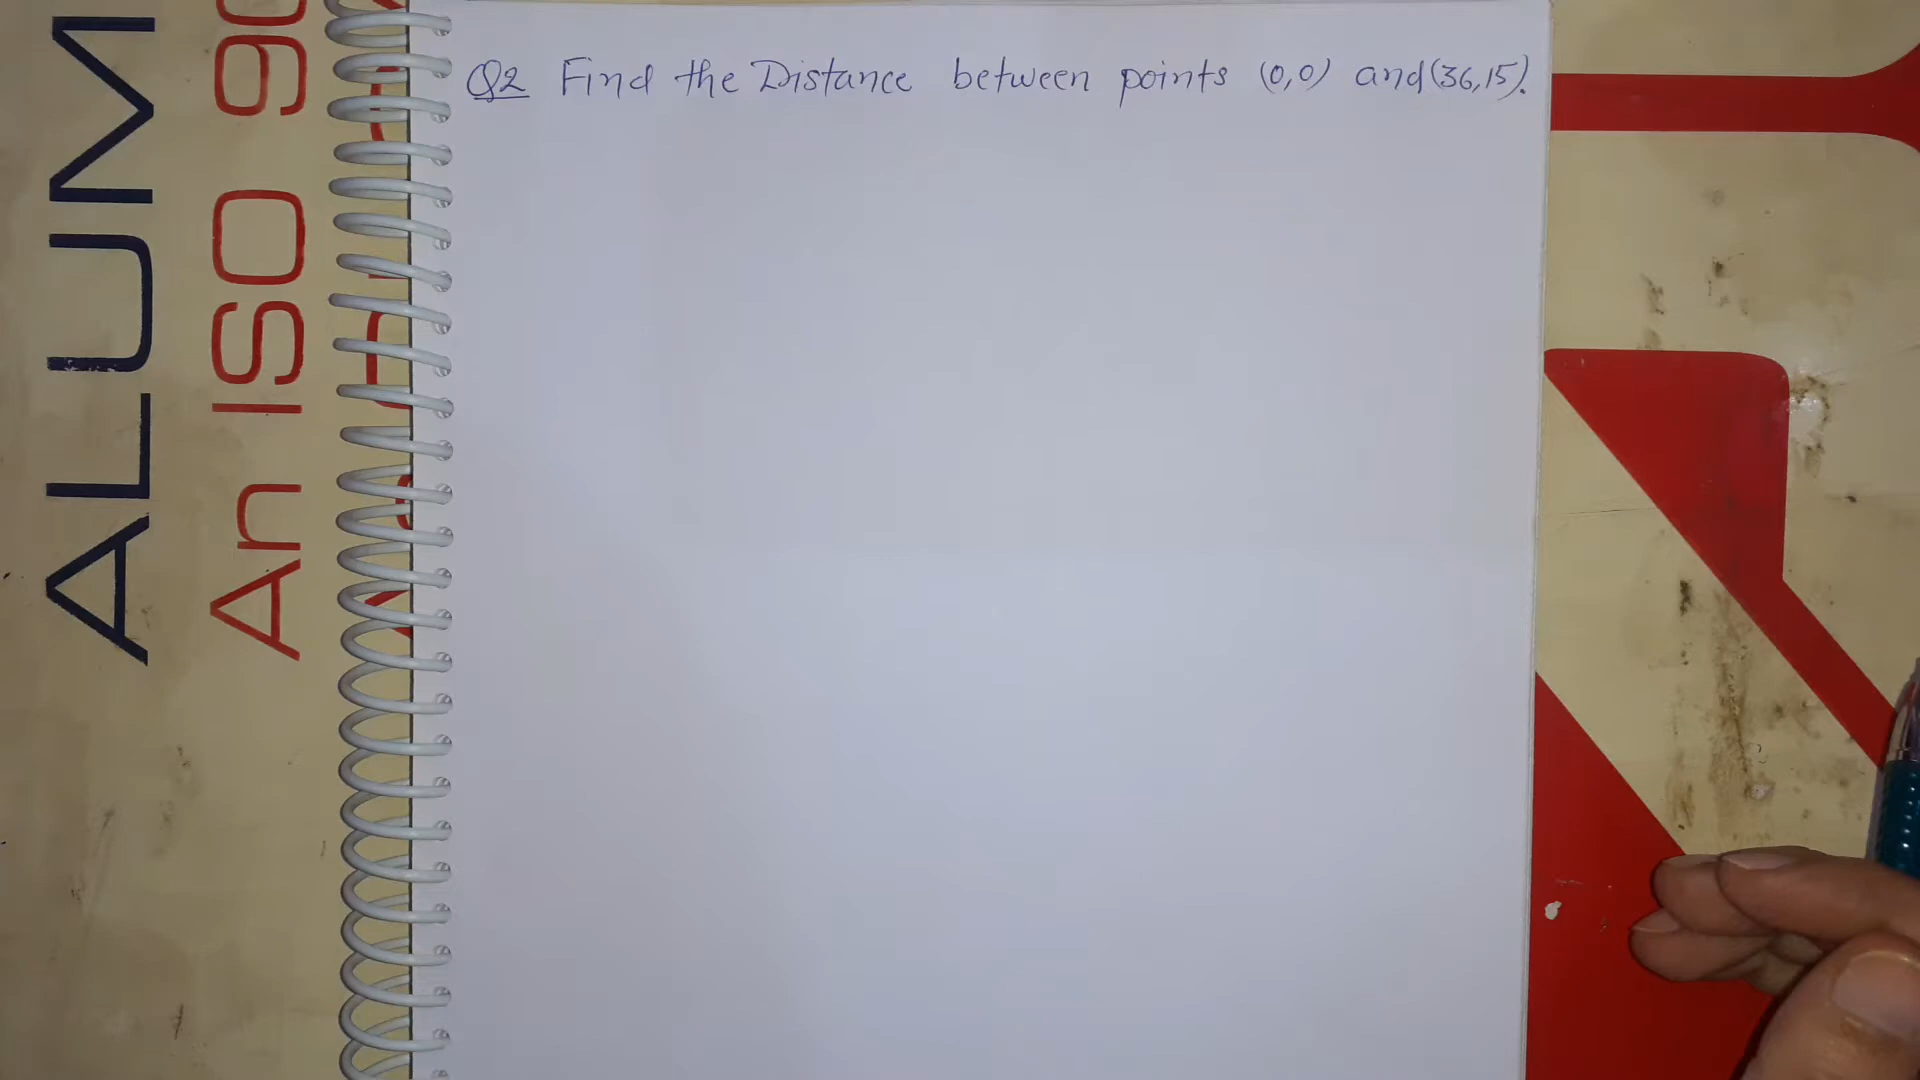 Q2 Find the Distance between points (0,0) and (36,15).
ALUM
An ISO 90